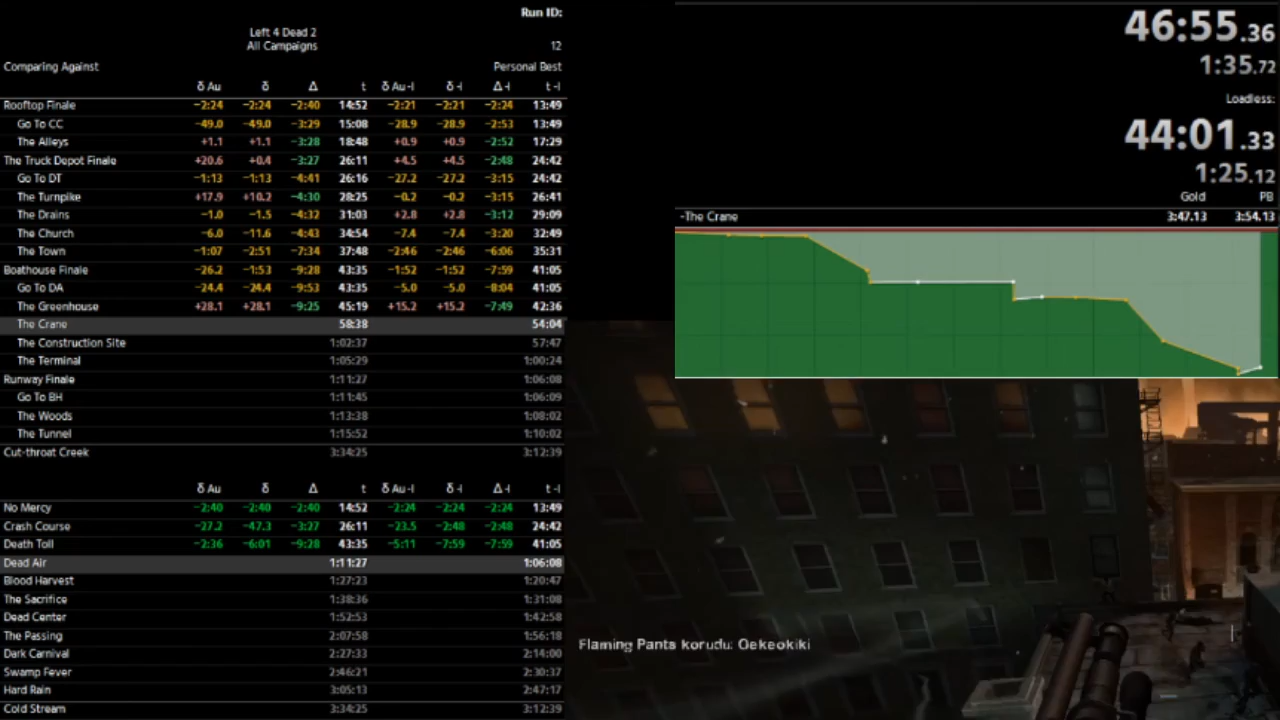 Run ID:
Left 4 Dead 2
All Campaigns
12
Comparing Against Personal Best
δ Au δ Δ t δ Au-l δ -l Δ -l t -l
Rooftop Finale −2:24 −2:24 −2:40 14:52 −2:21 −2:21 −2:24 13:49
Go To CC −49.0 −49.0 −3:29 15:08 −28.9 −28.9 −2:53 13:49
The Alleys +1.1 +1.1 −3:28 18:48 +0.9 +0.9 −2:52 17:29
The Truck Depot Finale +20.6 +0.4 −3:27 26:11 +4.5 +4.5 −2:48 24:42
Go To DT −1:13 −1:13 −4:41 26:16 −27.2 −27.2 −3:15 24:42
The Turnpike +17.9 +10.2 −4:30 28:25 −0.2 −0.2 −3:15 26:41
The Drains −1.0 −1.5 −4:32 31:03 +2.8 +2.8 −3:12 29:09
The Church −6.0 −11.6 −4:43 34:54 −7.4 −7.4 −3:20 32:49
The Town −1:07 −2:51 −7:34 37:48 −2:46 −2:46 −6:06 35:31
Boathouse Finale −26.2 −1:53 −9:28 43:35 −1:52 −1:52 −7:59 41:05
Go To DA −24.4 −24.4 −9:53 43:35 −5.0 −5.0 −8:04 41:05
The Greenhouse +28.1 +28.1 −9:25 45:19 +15.2 +15.2 −7:49 42:36
The Crane 58:38 54:04
The Construction Site 1:02:37 57:47
The Terminal 1:05:29 1:00:24
Runway Finale 1:11:27 1:06:08
Go To BH 1:11:45 1:06:09
The Woods 1:13:38 1:08:02
The Tunnel 1:15:52 1:10:02
Cut-throat Creek 3:34:25 3:12:39
δ Au δ Δ t δ Au-l δ -l Δ -l t -l
No Mercy −2:40 −2:40 −2:40 14:52 −2:24 −2:24 −2:24 13:49
Crash Course −27.2 −47.3 −3:27 26:11 −23.5 −2:48 −2:48 24:42
Death Toll −2:36 −6:01 −9:28 43:35 −5:11 −7:59 −7:59 41:05
Dead Air 1:11:27 1:06:08
Blood Harvest 1:27:23 1:20:47
The Sacrifice 1:38:36 1:31:08
Dead Center 1:52:53 1:42:58
The Passing 2:07:58 1:56:18
Dark Carnival 2:27:33 2:14:00
Swamp Fever 2:46:21 2:30:37
Hard Rain 3:05:13 2:47:17
Cold Stream 3:34:25 3:12:39
46:55.36
1:35.72
Loadless:
44:01.33
1:25.12
Gold PB
-The Crane 3:47.13 3:54.13
Flaming Pants korudu: Oekeokiki